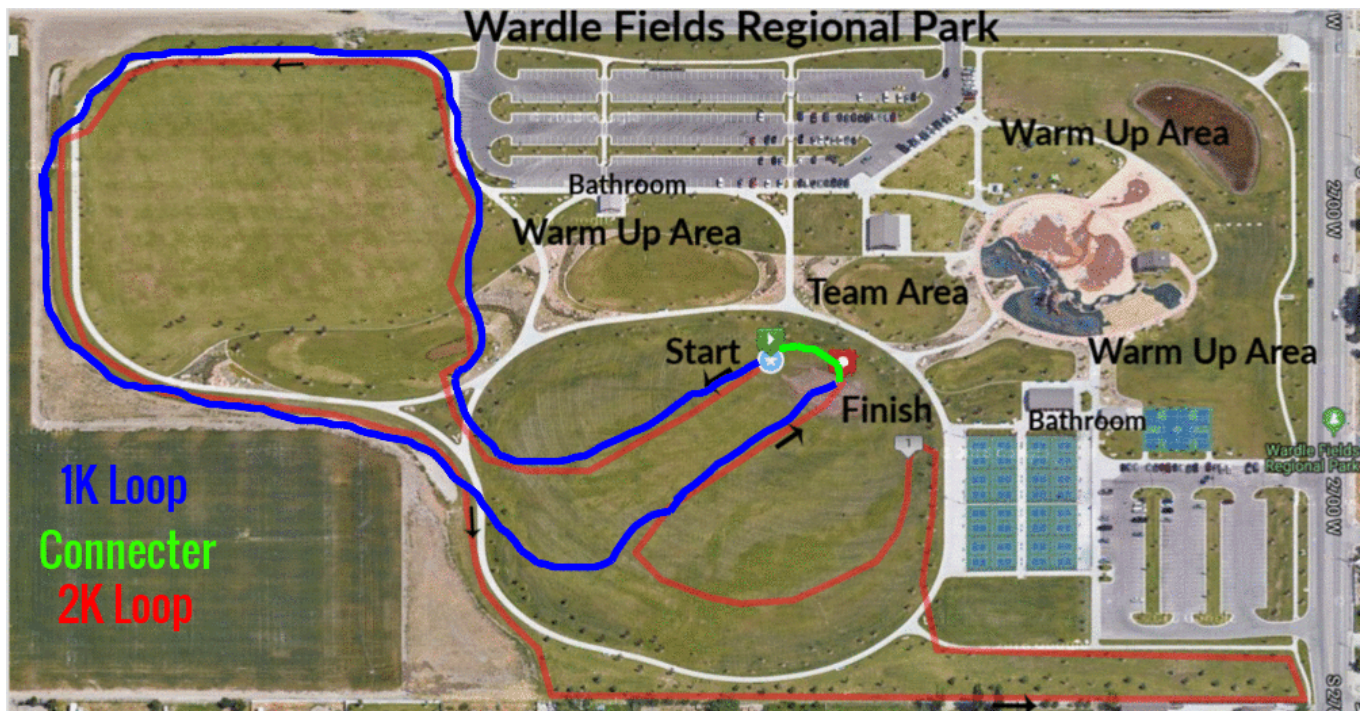 Wardle Fields Regional Park
W
Warm Up Area
Bathroom
2700 W
Warm Up Area
Team Area
Start
Warm Up Area
Finish
Bathroom
1
Wardle Fields
Regional Park
1K Loop
2700 W
Connecter
2K Loop